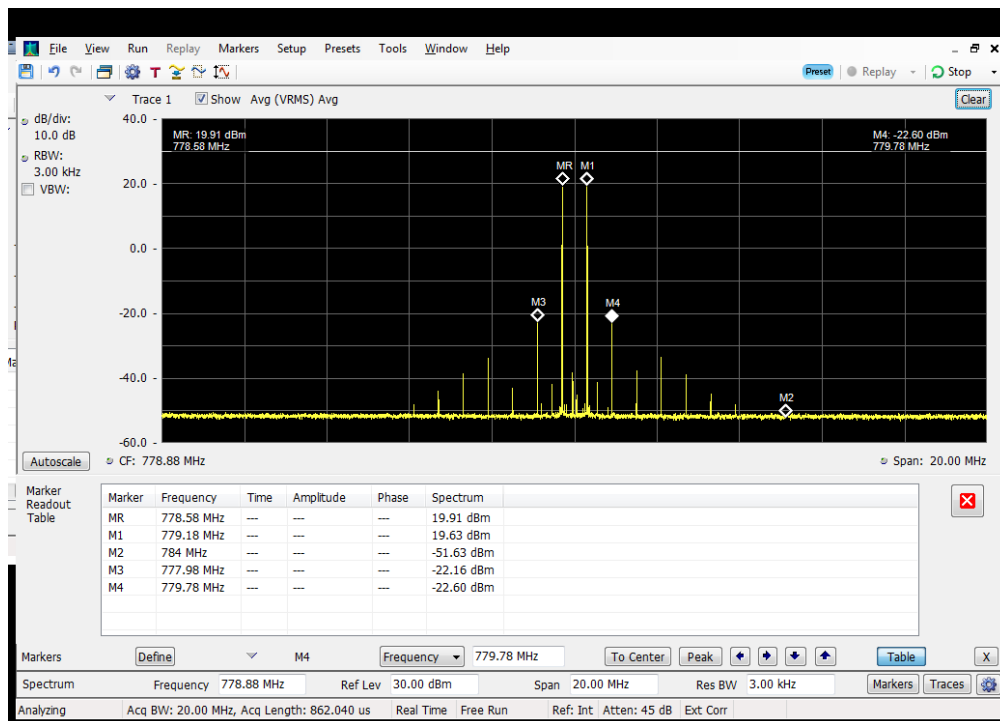 File View Run Replay Markers Setup Presets Tools Window Help
T Preset Replay Stop
Trace 1 Show Avg (VRMS) Avg Clear
dB/div:
10.0 dB
RBW:
3.00 kHz
VBW:
40.0 -
20.0 -
0.0 -
-20.0 -
-40.0 -
-60.0 -
MR: 19.91 dBm
778.58 MHz
M4: -22.60 dBm
779.78 MHz
MR M1
M3 M4
M2
Autoscale CF: 778.88 MHz Span: 20.00 MHz
Marker
Readout
Table
Marker Frequency Time Amplitude Phase Spectrum
MR 778.58 MHz --- --- --- 19.91 dBm
M1 779.18 MHz --- --- --- 19.63 dBm
M2 784 MHz --- --- --- -51.63 dBm
M3 777.98 MHz --- --- --- -22.16 dBm
M4 779.78 MHz --- --- --- -22.60 dBm
Markers Define M4 Frequency 779.78 MHz To Center Peak Table X
Spectrum Frequency 778.88 MHz Ref Lev 30.00 dBm Span 20.00 MHz Res BW 3.00 kHz Markers Traces
Analyzing Acq BW: 20.00 MHz, Acq Length: 862.040 us Real Time Free Run Ref: Int Atten: 45 dB Ext Corr